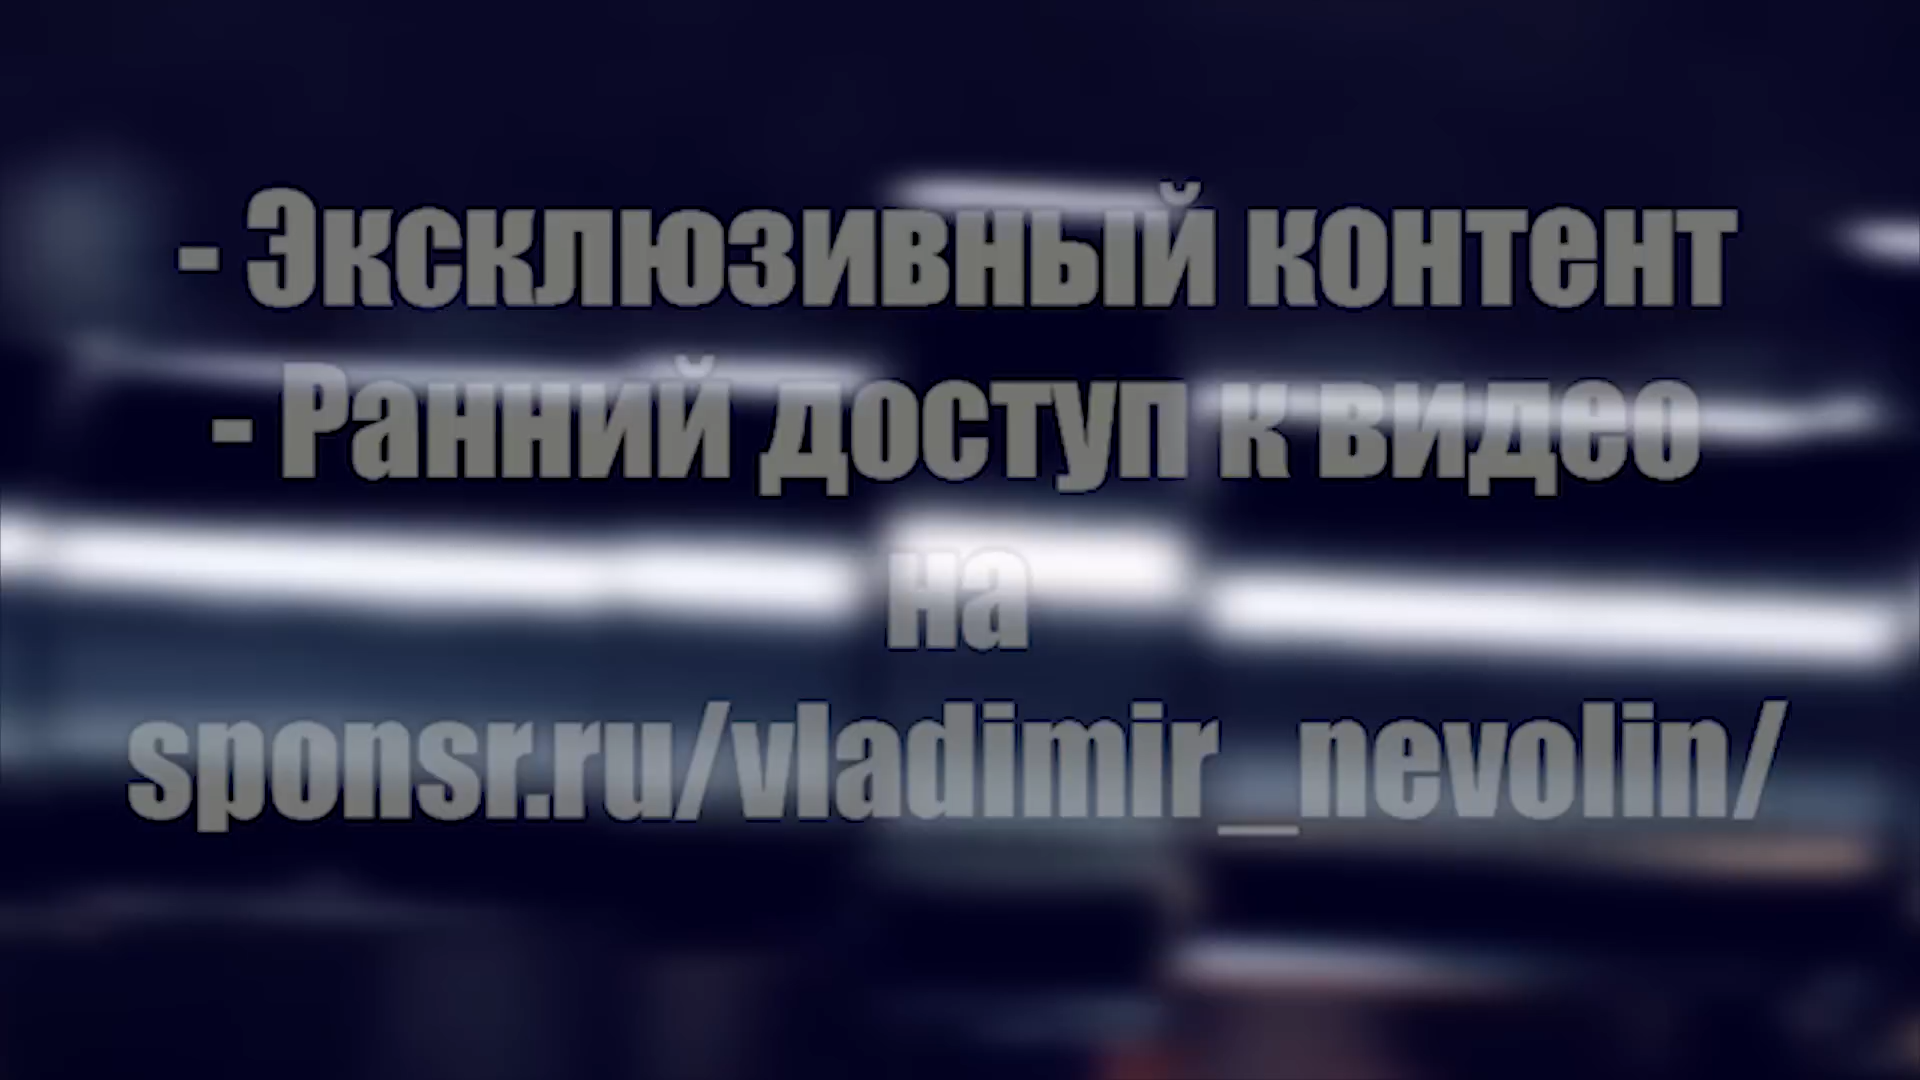 - Эксклюзивный контент
- Ранний доступ к видео
на
sponsr.ru/vladimir_nevolin/